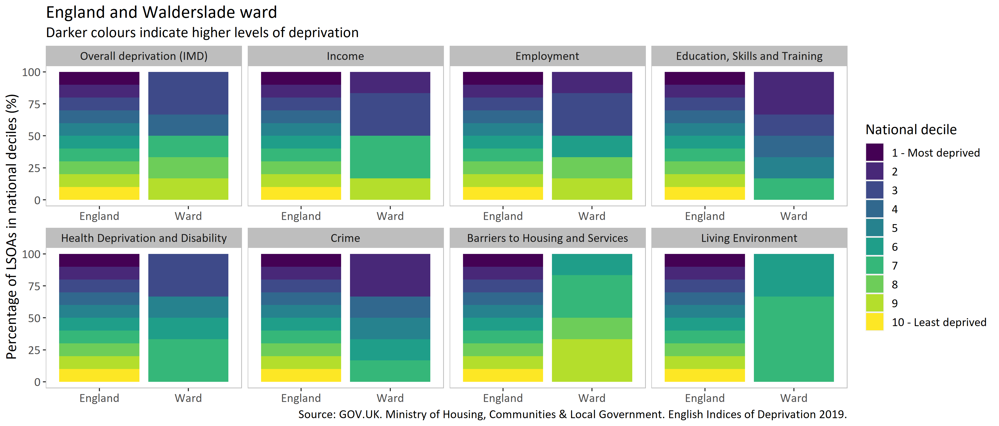 England and Walderslade ward
Darker colours indicate higher levels of deprivation
Percentage of LSOAs in national deciles (%)
Overall deprivation (IMD)
Income
Employment
Education, Skills and Training
100
75
50
25
0
England
Ward
England
Ward
England
Ward
England
Ward
Health Deprivation and Disability
Crime
Barriers to Housing and Services
Living Environment
100
75
50
25
0
England
Ward
England
Ward
England
Ward
England
Ward
National decile
1 - Most deprived
2
3
4
5
6
7
8
9
10 - Least deprived
Source: GOV.UK. Ministry of Housing, Communities & Local Government. English Indices of Deprivation 2019.